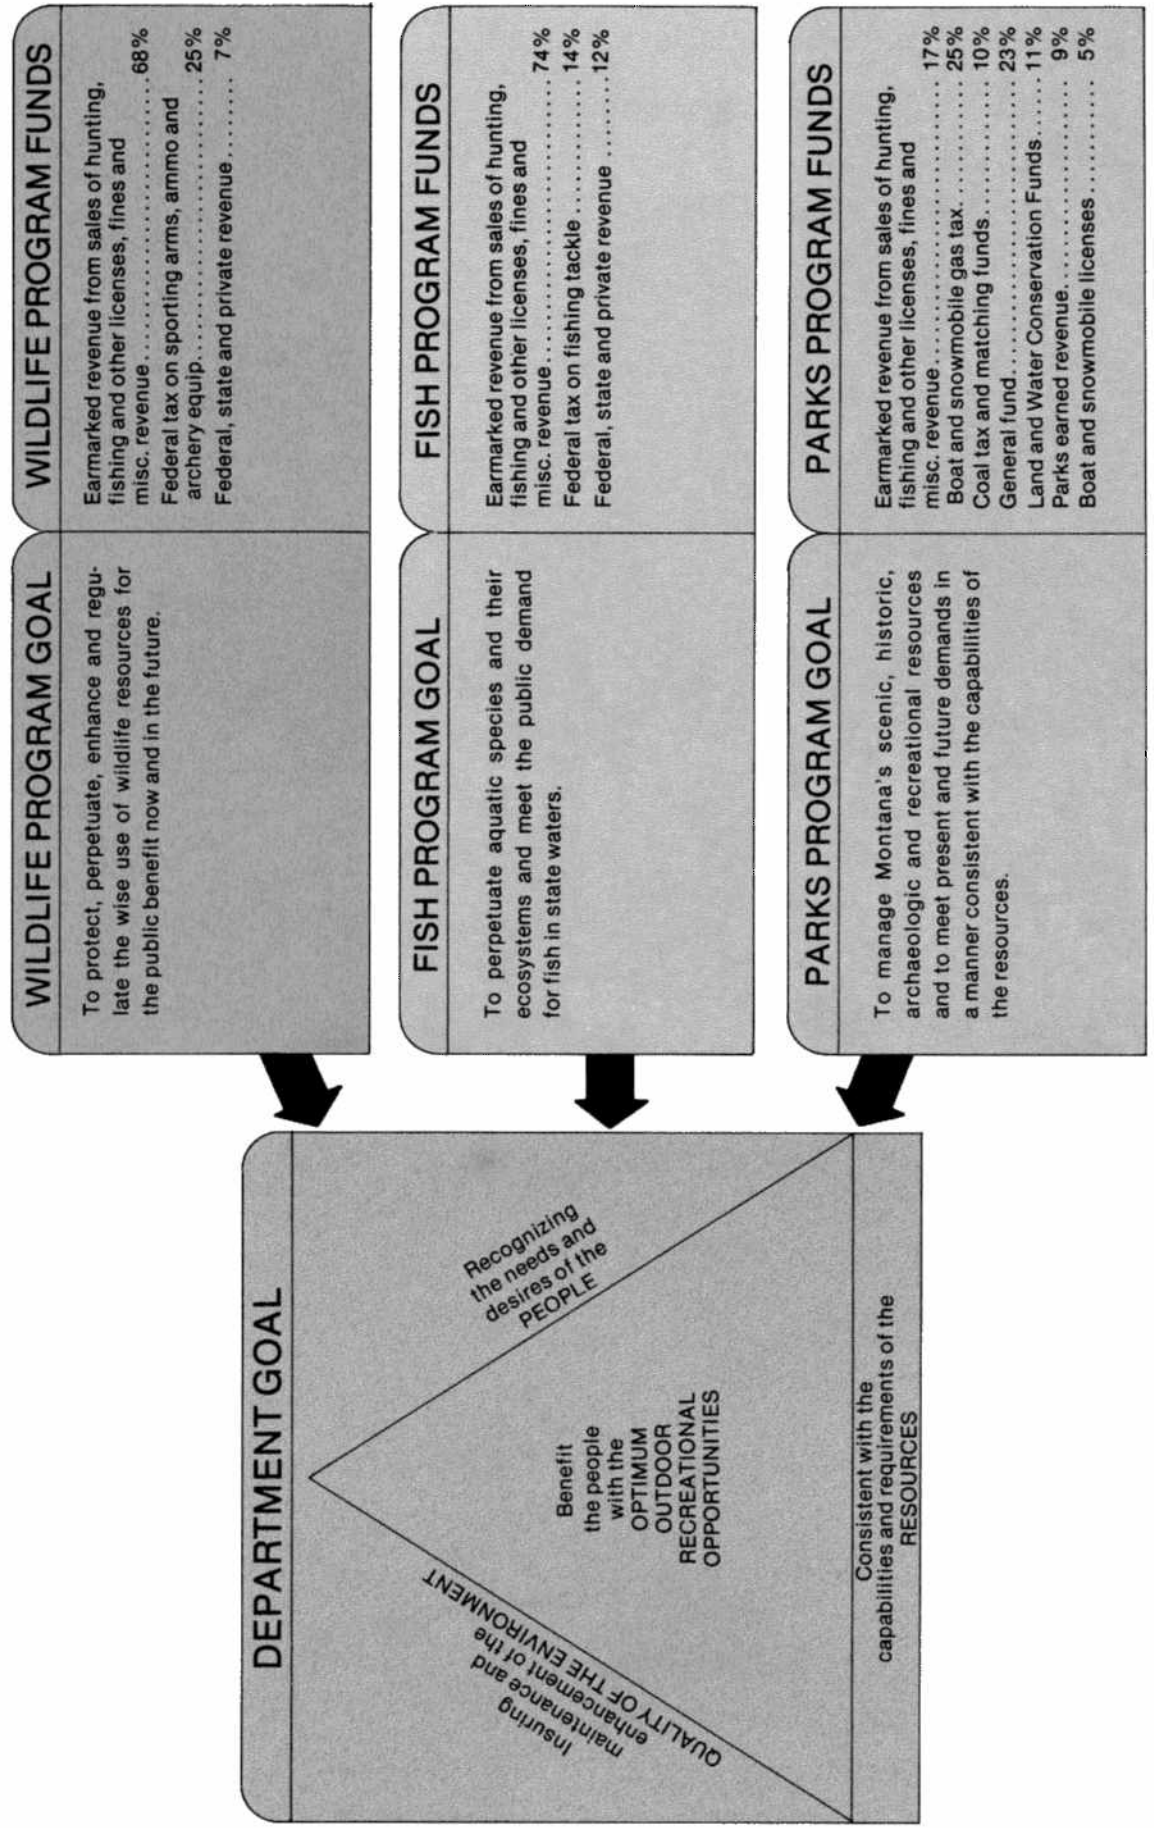 DEPARTMENT GOAL
Insuring
maintenance and
enhancement of the
QUALITY OF THE ENVIRONMENT
Recognizing
the needs and
desires of the
PEOPLE
Benefit
the people
with the
OPTIMUM
OUTDOOR
RECREATIONAL
OPPORTUNITIES
Consistent with the
capabilities and requirements of the
RESOURCES
WILDLIFE PROGRAM GOAL
To protect, perpetuate, enhance and regu-
late the wise use of wildlife resources for
the public benefit now and in the future.
WILDLIFE PROGRAM FUNDS
Earmarked revenue from sales of hunting,
fishing and other licenses, fines and
misc. revenue..........................68%
Federal tax on sporting arms, ammo and
archery equip..........................25%
Federal, state and private revenue........ 7%
FISH PROGRAM GOAL
To perpetuate aquatic species and their
ecosystems and meet the public demand
for fish in state waters.
FISH PROGRAM FUNDS
Earmarked revenue from sales of hunting,
fishing and other licenses, fines and
misc. revenue..........................74%
Federal tax on fishing tackle............. 14%
Federal, state and private revenue ........12%
PARKS PROGRAM GOAL
To manage Montana's scenic, historic,
archaeologic and recreational resources
and to meet present and future demands in
a manner consistent with the capabilities of
the resources.
PARKS PROGRAM FUNDS
Earmarked revenue from sales of hunting,
fishing and other licenses, fines and
misc. revenue.......................... 17%
Boat and snowmobile gas tax............. 25%
Coal tax and matching funds............. 10%
General fund........................... 23%
Land and Water Conservation Funds......11%
Parks earned revenue.................... 9%
Boat and snowmobile licenses ........... 5%